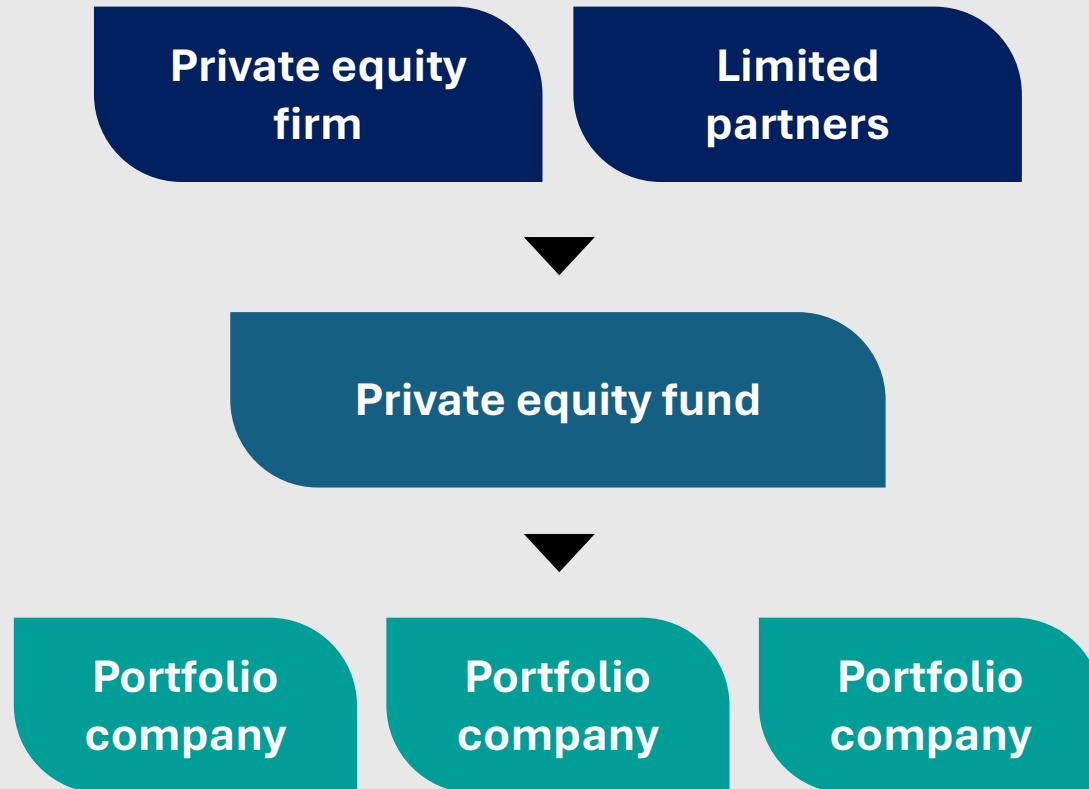 Private equity
firm
Limited
partners
Private equity fund
Portfolio
company
Portfolio
company
Portfolio
company